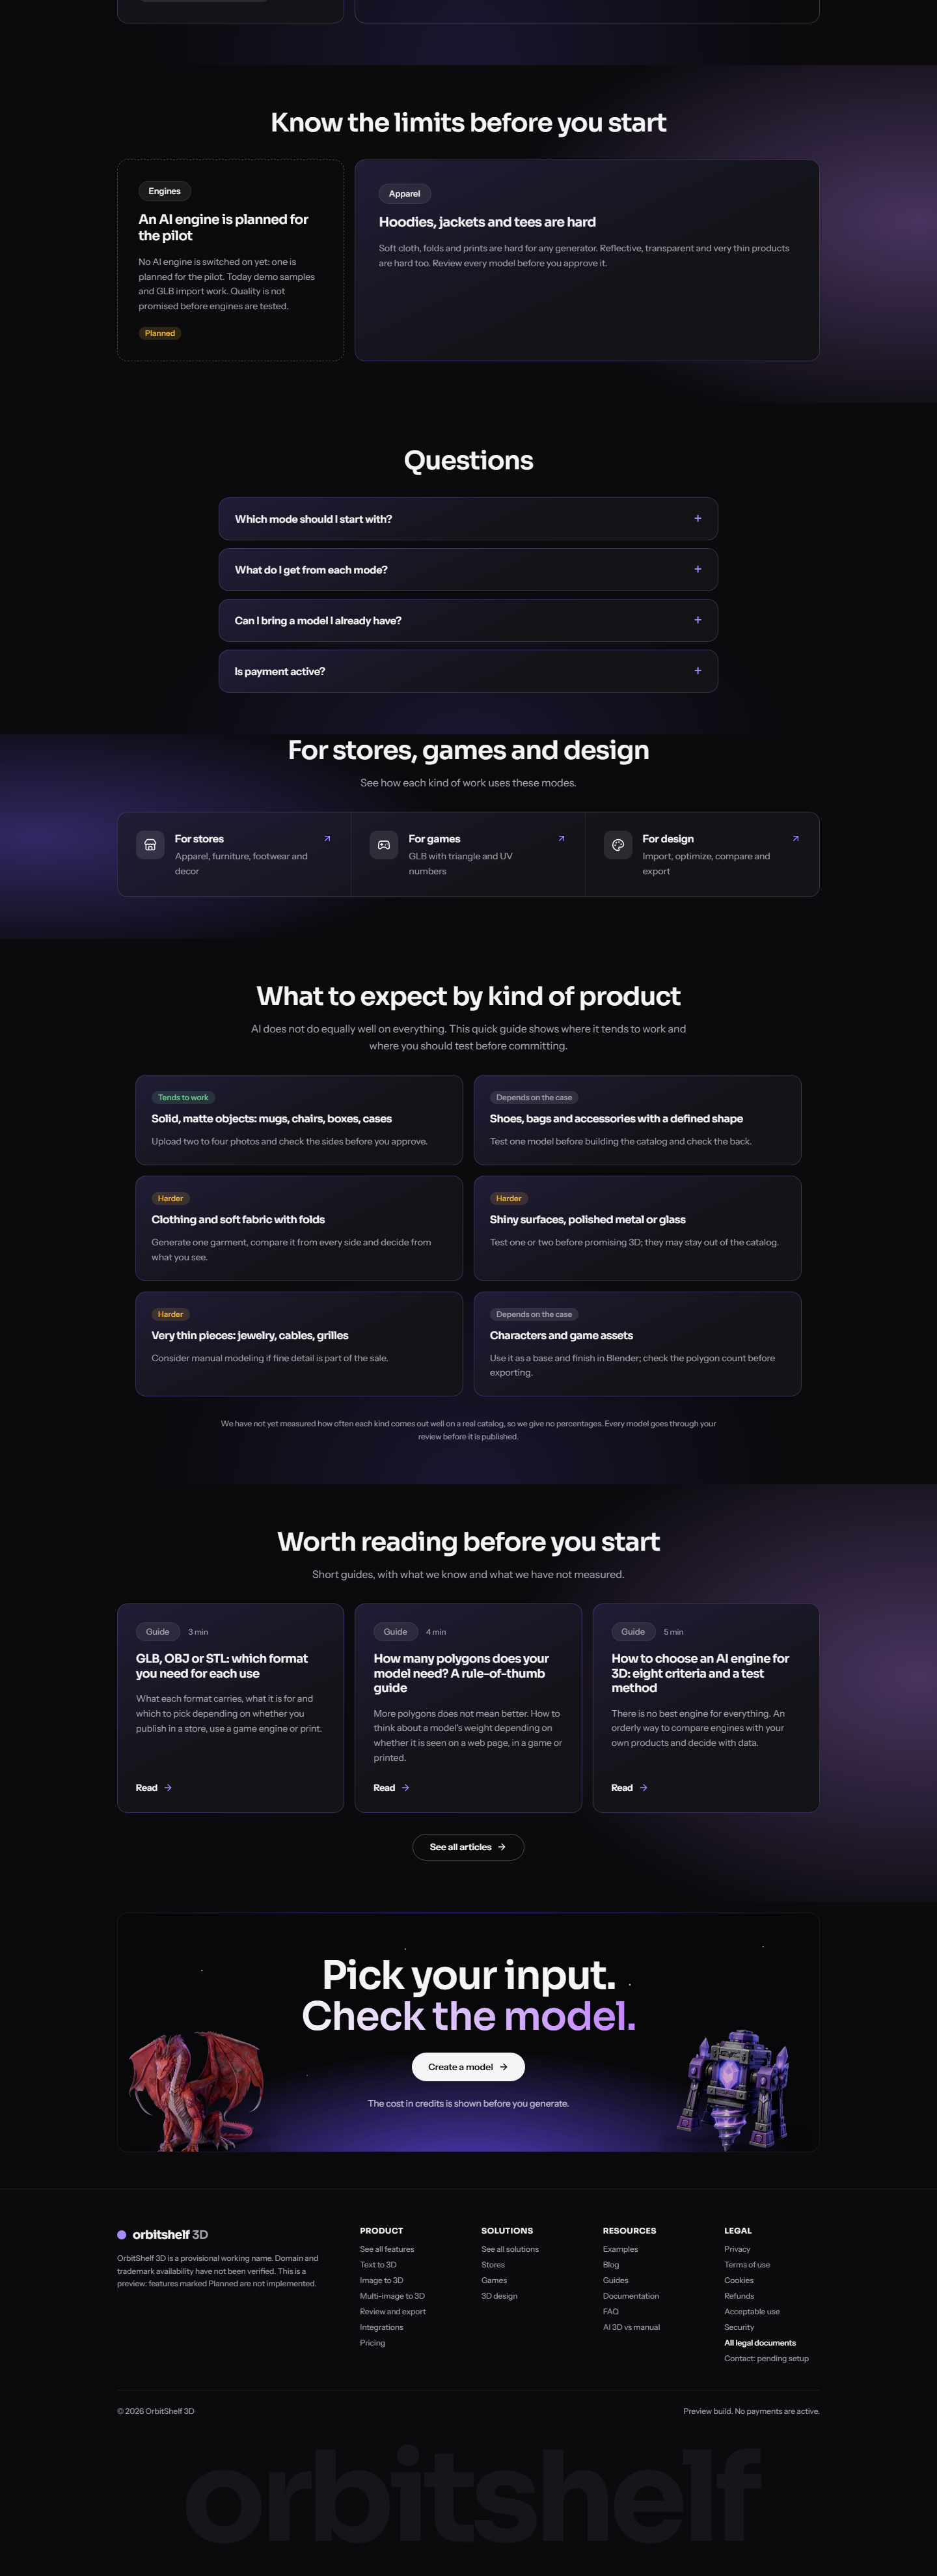 Know the limits before you start
Engines
An AI engine is planned for
the pilot
No AI engine is switched on yet: one is
planned for the pilot. Today demo samples
and GLB import work. Quality is not
promised before engines are tested.
Planned
Apparel
Hoodies, jackets and tees are hard
Soft cloth, folds and prints are hard for any generator. Reflective, transparent and very thin products
are hard too. Review every model before you approve it.
Questions
Which mode should I start with?
What do I get from each mode?
Can I bring a model I already have?
Is payment active?
For stores, games and design
See how each kind of work uses these modes.
For stores
Apparel, furniture, footwear and
decor
For games
GLB with triangle and UV
numbers
For design
Import, optimize, compare and
export
What to expect by kind of product
AI does not do equally well on everything. This quick guide shows where it tends to work and
where you should test before committing.
Tends to work
Solid, matte objects: mugs, chairs, boxes, cases
Upload two to four photos and check the sides before you approve.
Depends on the case
Shoes, bags and accessories with a defined shape
Test one model before building the catalog and check the back.
Harder
Clothing and soft fabric with folds
Generate one garment, compare it from every side and decide from
what you see.
Harder
Shiny surfaces, polished metal or glass
Test one or two before promising 3D; they may stay out of the catalog.
Harder
Very thin pieces: jewelry, cables, grilles
Consider manual modeling if fine detail is part of the sale.
Depends on the case
Characters and game assets
Use it as a base and finish in Blender; check the polygon count before
exporting.
We have not yet measured how often each kind comes out well on a real catalog, so we give no percentages. Every model goes through your
review before it is published.
Worth reading before you start
Short guides, with what we know and what we have not measured.
Guide 3 min
GLB, OBJ or STL: which format
you need for each use
What each format carries, what it is for and
which to pick depending on whether you
publish in a store, use a game engine or print.
Read
Guide 4 min
How many polygons does your
model need? A rule-of-thumb
guide
More polygons does not mean better. How to
think about a model's weight depending on
whether it is seen on a web page, in a game or
printed.
Read
Guide 5 min
How to choose an AI engine for
3D: eight criteria and a test
method
There is no best engine for everything. An
orderly way to compare engines with your
own products and decide with data.
Read
See all articles
Pick your input.
Check the model.
Create a model
The cost in credits is shown before you generate.
orbitshelf 3D
OrbitShelf 3D is a provisional working name. Domain and
trademark availability have not been verified. This is a
preview: features marked Planned are not implemented.
PRODUCT
See all features
Text to 3D
Image to 3D
Multi-image to 3D
Review and export
Integrations
Pricing
SOLUTIONS
See all solutions
Stores
Games
3D design
RESOURCES
Examples
Blog
Guides
Documentation
FAQ
AI 3D vs manual
LEGAL
Privacy
Terms of use
Cookies
Refunds
Acceptable use
Security
All legal documents
Contact: pending setup
© 2026 OrbitShelf 3D
Preview build. No payments are active.
orbitshelf